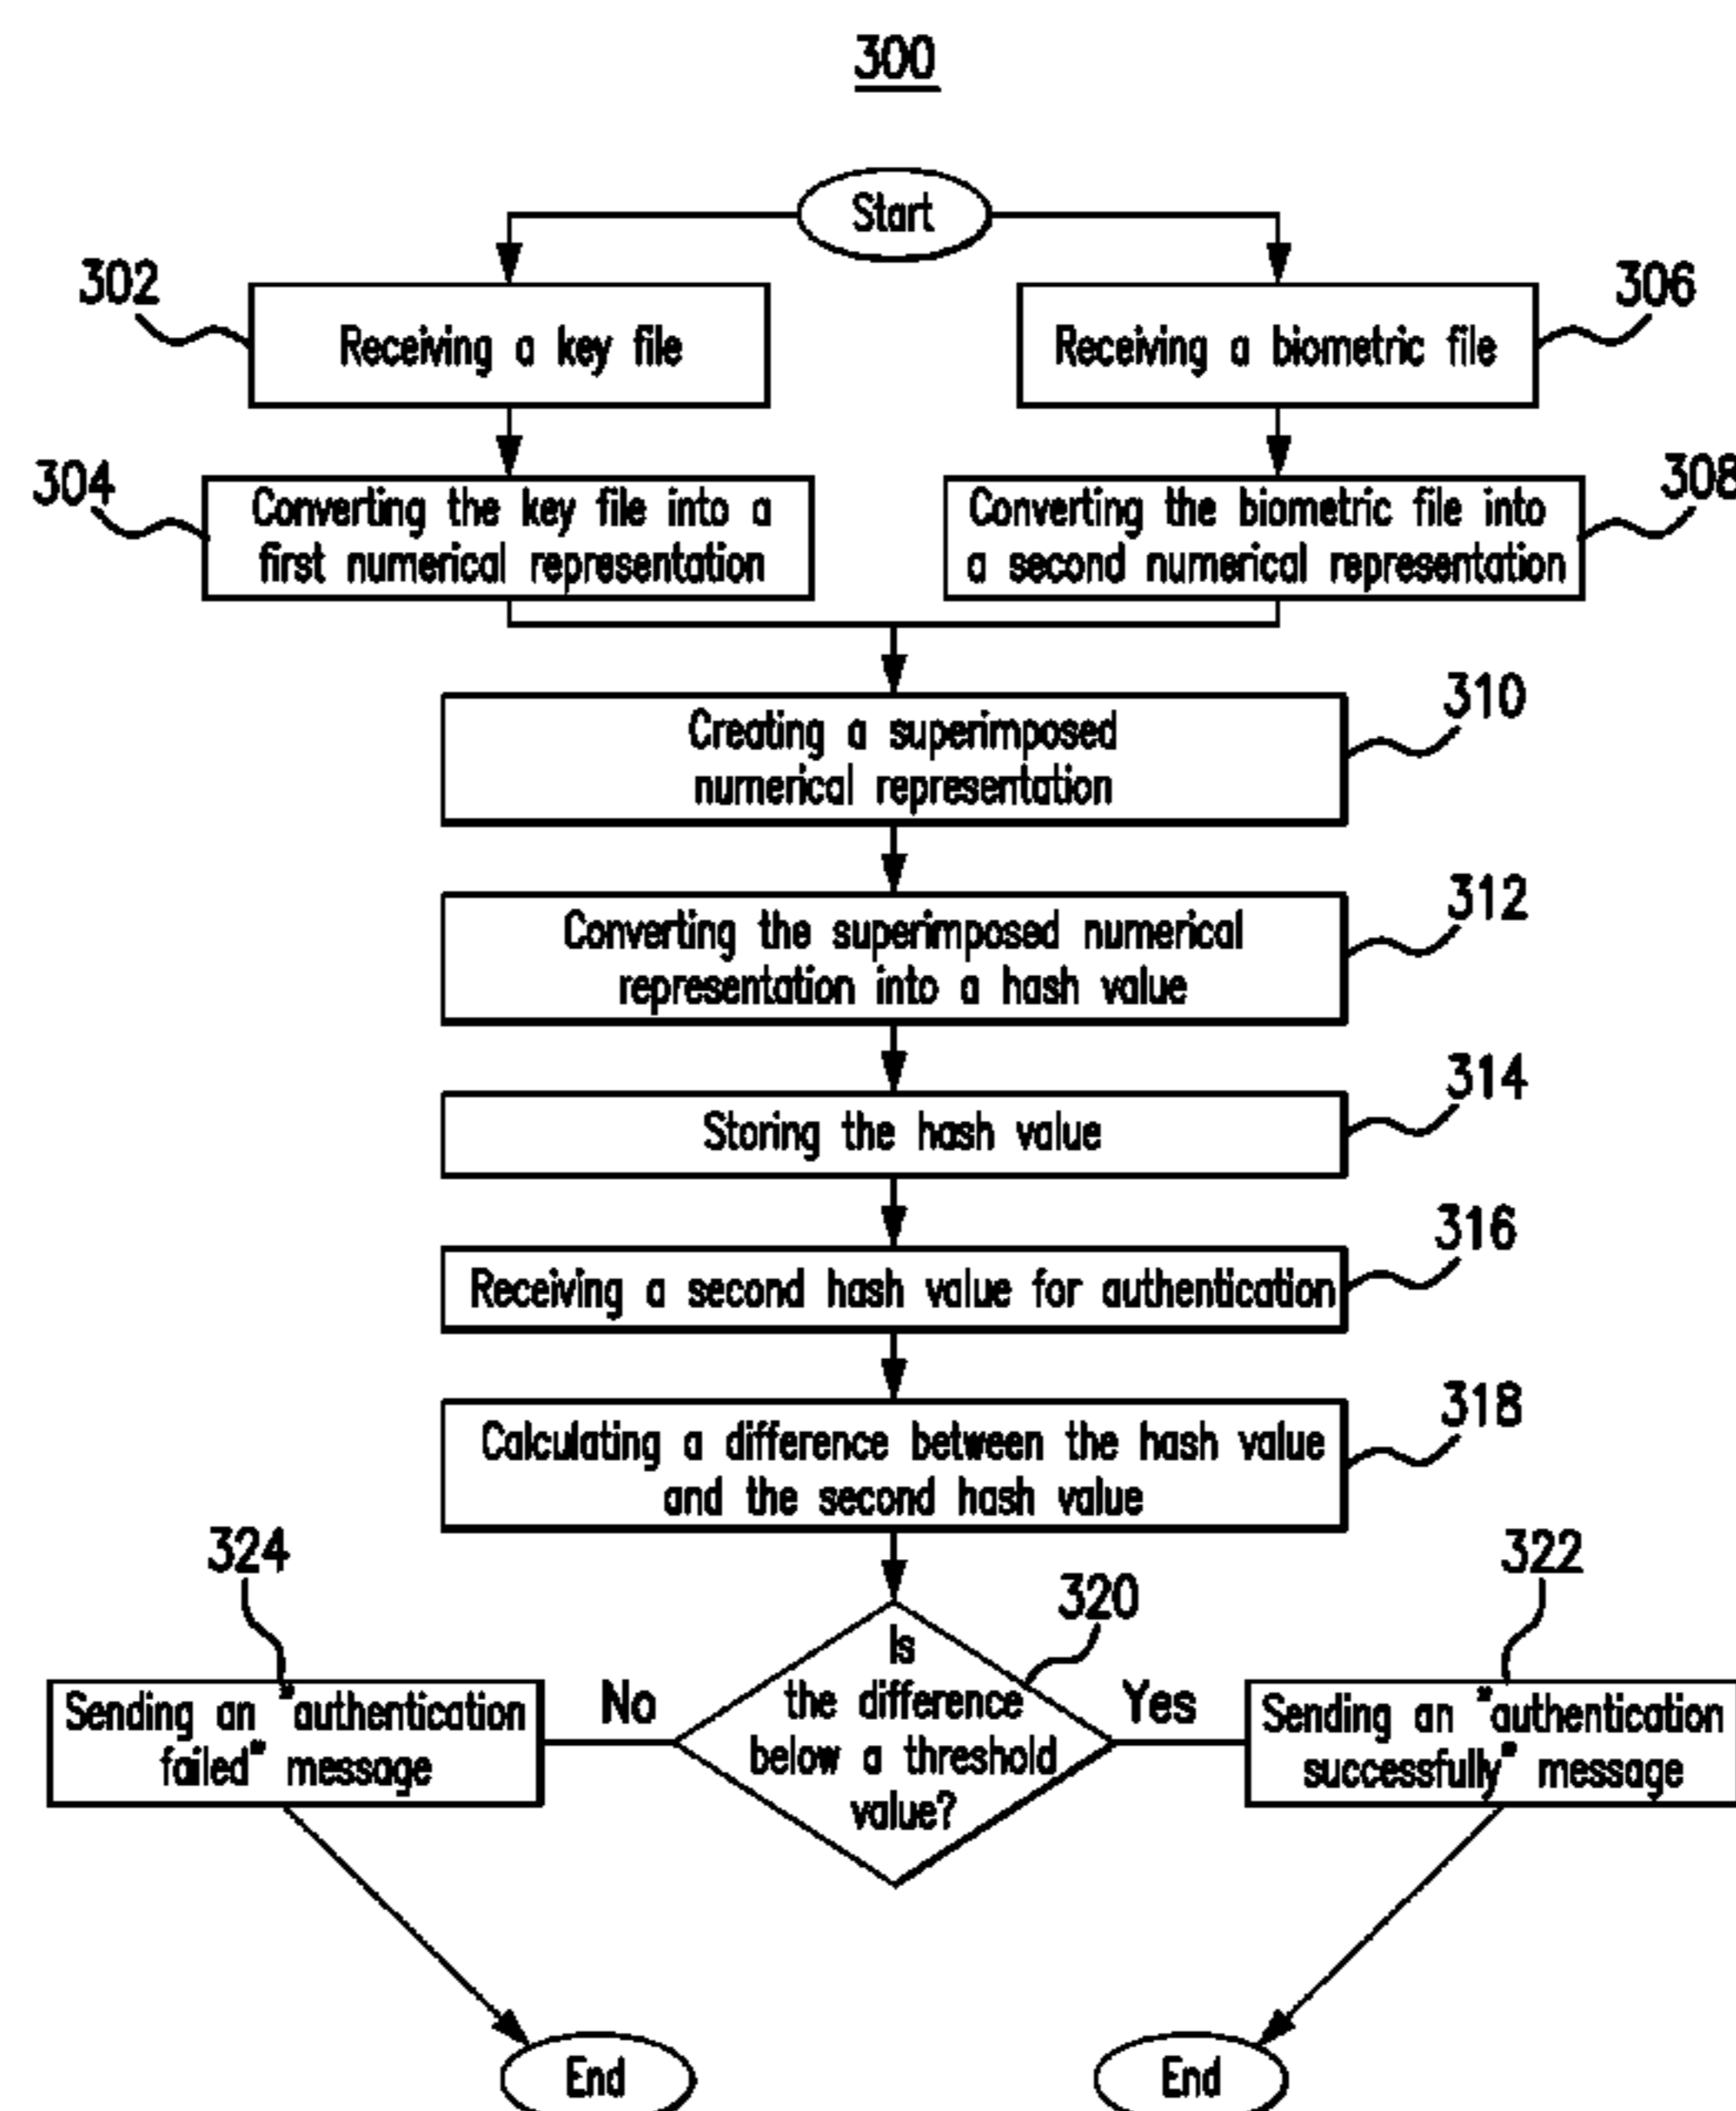 300
Start
302
Receiving a key file
306
Receiving a biometric file
304
Converting the key file into a
first numerical representation
308
Converting the biometric file into
a second numerical representation
310
Creating a superimposed
numerical representation
312
Converting the superimposed numerical
representation into a hash value
314
Storing the hash value
316
Receiving a second hash value for authentication
318
Calculating a difference between the hash value
and the second hash value
320
Is
the difference
below a threshold
value?
No
Yes
324
Sending an "authentication
failed" message
322
Sending an "authentication
successfully" message
End
End